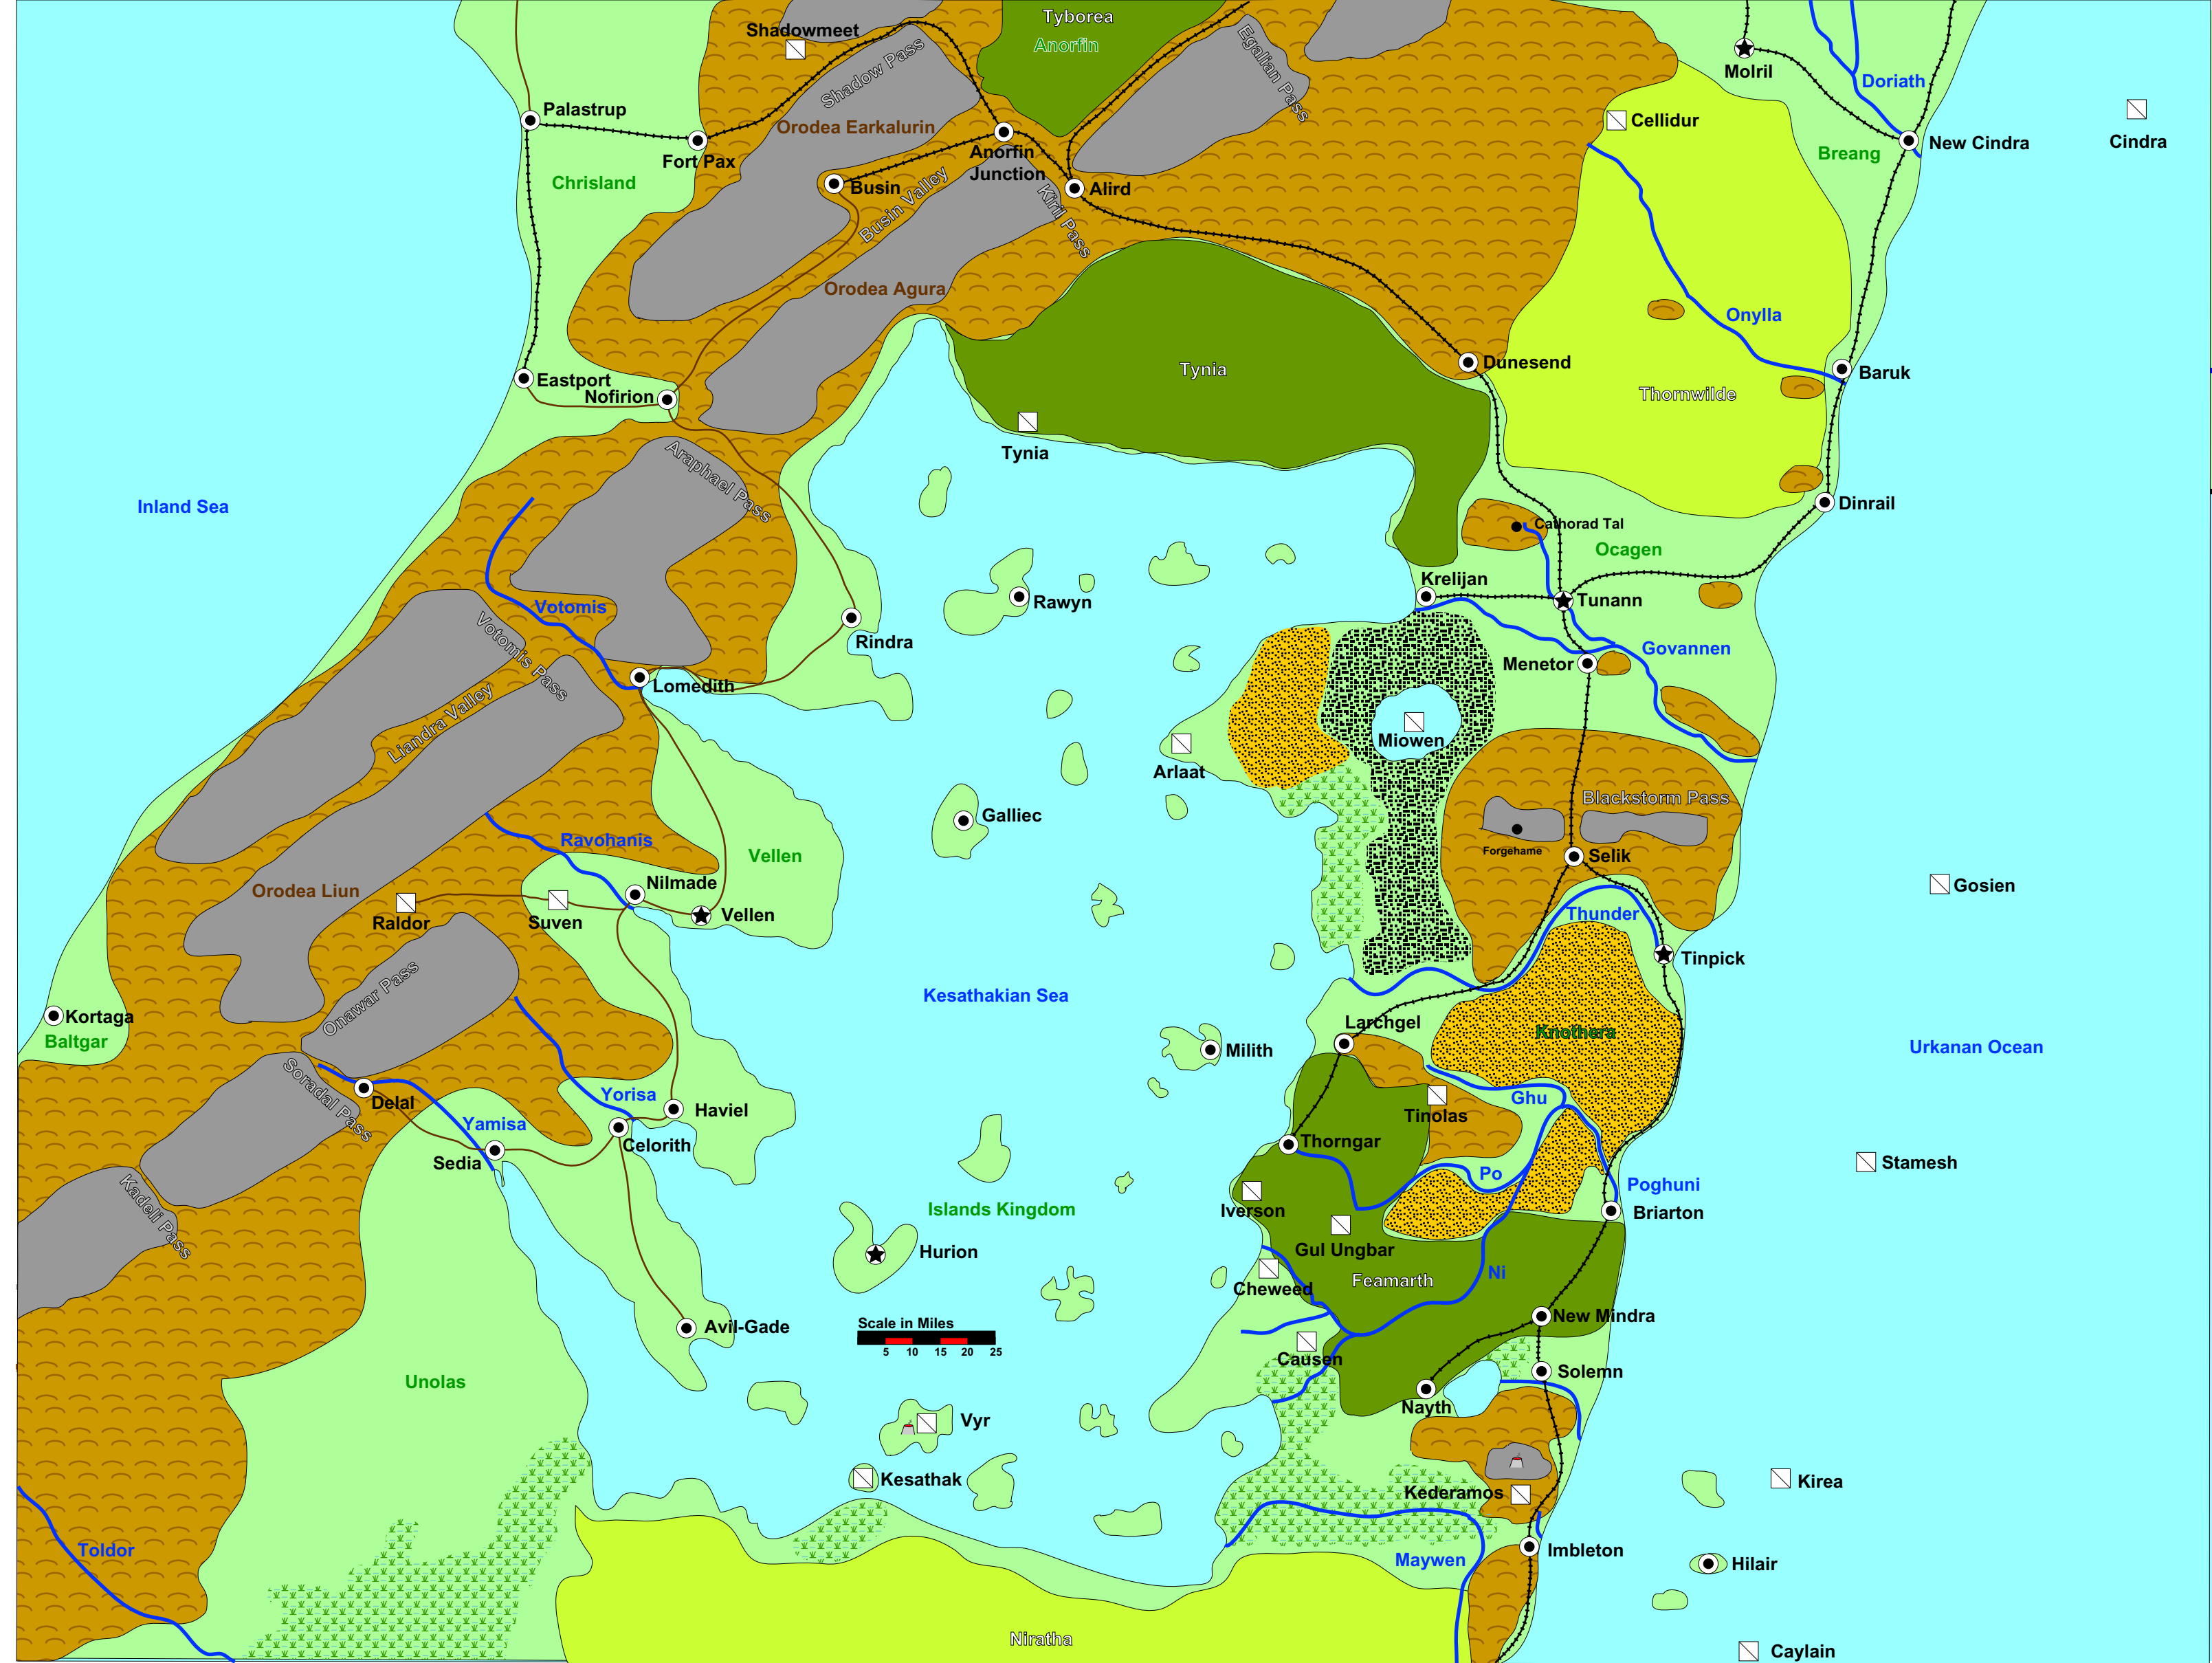 Tyborea
Shadowmeet
Anorfin
Egalian Pass
Molril
Shadow Pass
Doriath
Palastrup
Cellidur
Orodea Earkalurin
Cindra
New Cindra
Fort Pax
Anorfin
Junction
Breang
Chrisland
Busin
Busin Valley
Kiril Pass
Alird
Orodea Agura
Onylla
Dunesend
Tynia
Baruk
Eastport
Nofirion
Thornwilde
Tynia
Araphael Pass
Inland Sea
Dinrail
Cathorad Tal
Ocagen
Krelijan
Votomis
Rawyn
Tunann
Votomis Pass
Rindra
Govannen
Menetor
Lomedith
Liandra Valley
Miowen
Arlaat
Blackstorm Pass
Galliec
Ravohanis
Forgehame
Selik
Vellen
Nilmade
Gosien
Orodea Liun
Raldor
Suven
Vellen
Thunder
Tinpick
Onawar Pass
Kesathakian Sea
Kortaga
Larchgel
Knothera
Baltgar
Milith
Urkanan Ocean
Soradal Pass
Delal
Yorisa
Haviel
Ghu
Tinolas
Yamisa
Celorith
Thorngar
Sedia
Stamesh
Po
Poghuni
Kadeli Pass
Islands Kingdom
Iverson
Briarton
Hurion
Gul Ungbar
Ni
Feamarth
Cheweed
New Mindra
Scale in Miles
5 10 15 20 25
Avil-Gade
Causen
Solemn
Unolas
Nayth
Vyr
Kesathak
Kirea
Kederamos
Toldor
Imbleton
Maywen
Hilair
Niratha
Caylain